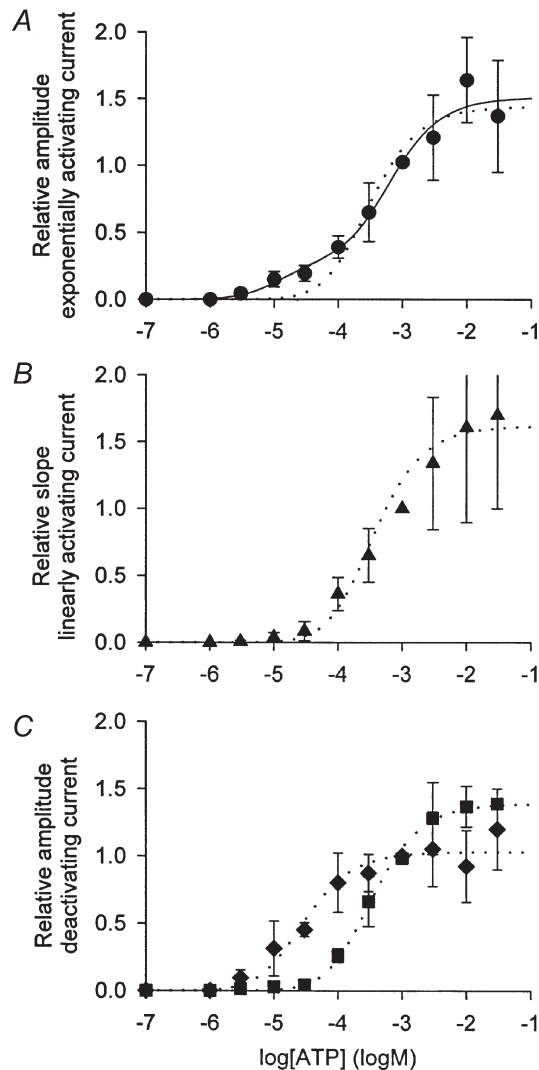 A
Relative amplitude
exponentially activating current
2.0
1.5
1.0
0.5
0.0
-7 -6 -5 -4 -3 -2 -1
B
Relative slope
linearly activating current
2.0
1.5
1.0
0.5
0.0
-7 -6 -5 -4 -3 -2 -1
C
Relative amplitude
deactivating current
2.0
1.5
1.0
0.5
0.0
-7 -6 -5 -4 -3 -2 -1
log[ATP] (logM)